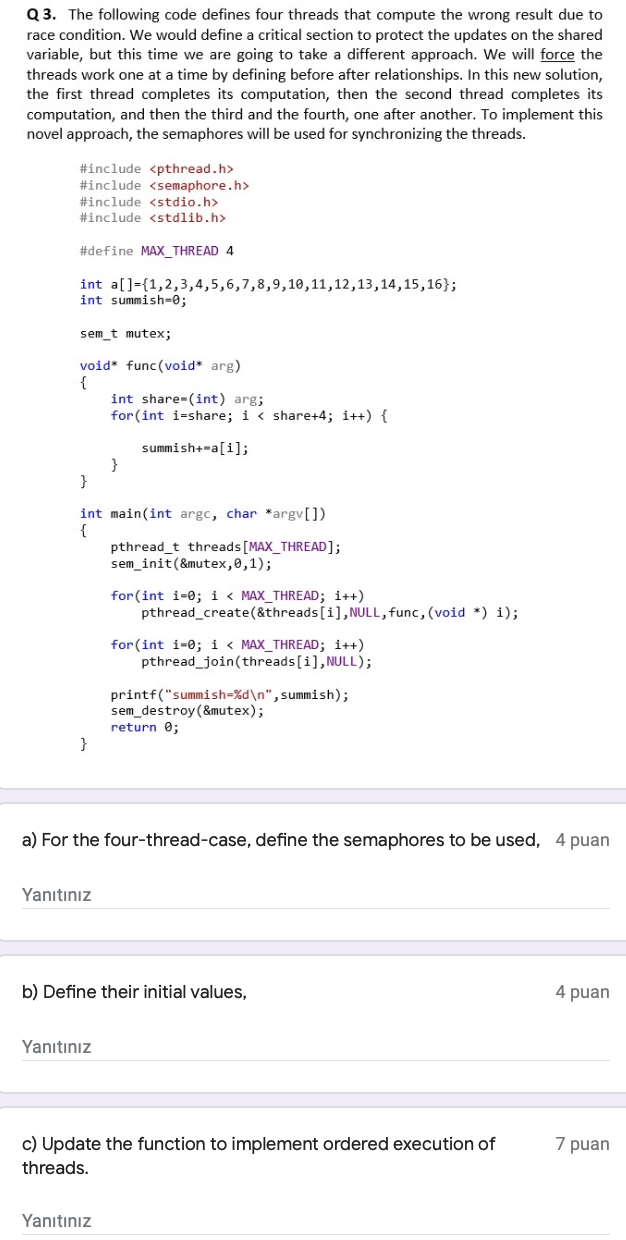 Q 3. The following code defines four threads that compute the wrong result due to
race condition. We would define a critical section to protect the updates on the shared
variable, but this time we are going to take a different approach. We will force the
threads work one at a time by defining before after relationships. In this new solution,
the first thread completes its computation, then the second thread completes its
computation, and then the third and the fourth, one after another. To implement this
novel approach, the semaphores will be used for synchronizing the threads.
#include <pthread.h>
#include <semaphore.h>
#include <stdio.h>
#include <stdlib.h>
#define MAX_THREAD 4
int a[]={1,2,3,4,5,6,7,8,9,10,11,12,13,14,15,16};
int summish=0;
sem_t mutex;
void* func(void* arg)
{
int share=(int) arg;
for(int i=share; i < share+4; i++) {
summish+=a[i];
}
}
int main(int argc, char *argv[])
{
pthread_t threads[MAX_THREAD];
sem_init(&mutex,0,1);
for(int i=0; i < MAX_THREAD; i++)
pthread_create(&threads[i],NULL,func,(void *) i);
for(int i=0; i < MAX_THREAD; i++)
pthread_join(threads[i],NULL);
printf("summish=%d\n",summish);
sem_destroy(&mutex);
return 0;
}
a) For the four-thread-case, define the semaphores to be used, 4 puan
Yanıtınız
b) Define their initial values, 4 puan
Yanıtınız
c) Update the function to implement ordered execution of 7 puan
threads.
Yanıtınız